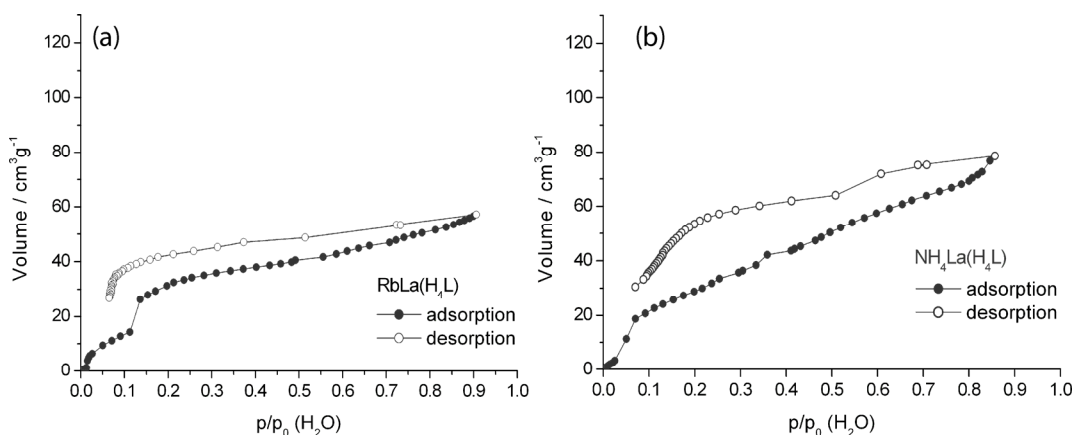 (a)
120
100
80
60
40
20
0
Volume / cm³g⁻¹
RbLa(H₄L)
adsorption
desorption
0.0 0.1 0.2 0.3 0.4 0.5 0.6 0.7 0.8 0.9 1.0
p/p₀ (H₂O)
(b)
120
100
80
60
40
20
0
Volume / cm³g⁻¹
NH₄La(H₄L)
adsorption
desorption
0.0 0.1 0.2 0.3 0.4 0.5 0.6 0.7 0.8 0.9 1.0
p/p₀ (H₂O)